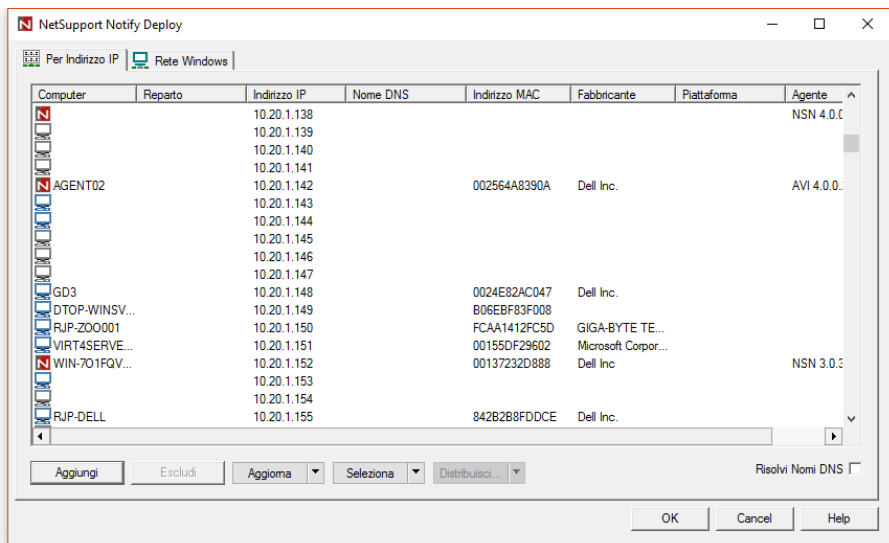 NetSupport Notify Deploy
Per Indirizzo IP Rete Windows
Computer Reparto Indirizzo IP Nome DNS Indirizzo MAC Fabbricante Piattaforma Agente
10.20.1.138 NSN 4.0.0
10.20.1.139
10.20.1.140
10.20.1.141
AGENT02 10.20.1.142 002564A8390A Dell Inc. AVI 4.0.0.
10.20.1.143
10.20.1.144
10.20.1.145
10.20.1.146
10.20.1.147
GD3 10.20.1.148 0024E82AC047 Dell Inc.
DTOP-WINSV... 10.20.1.149 B06EBF83F008
RJP-ZOO001 10.20.1.150 FCAA1412FC5D GIGA-BYTE TE...
VIRT4SERVE... 10.20.1.151 00155DF29602 Microsoft Corpor...
WIN-7O1FQV... 10.20.1.152 00137232D888 Dell Inc NSN 3.0.3
10.20.1.153
10.20.1.154
RJP-DELL 10.20.1.155 842B2B8FDDCE Dell Inc.
Aggiungi Escludi Aggiorna Seleziona Distribuisci... Risolvi Nomi DNS
OK Cancel Help